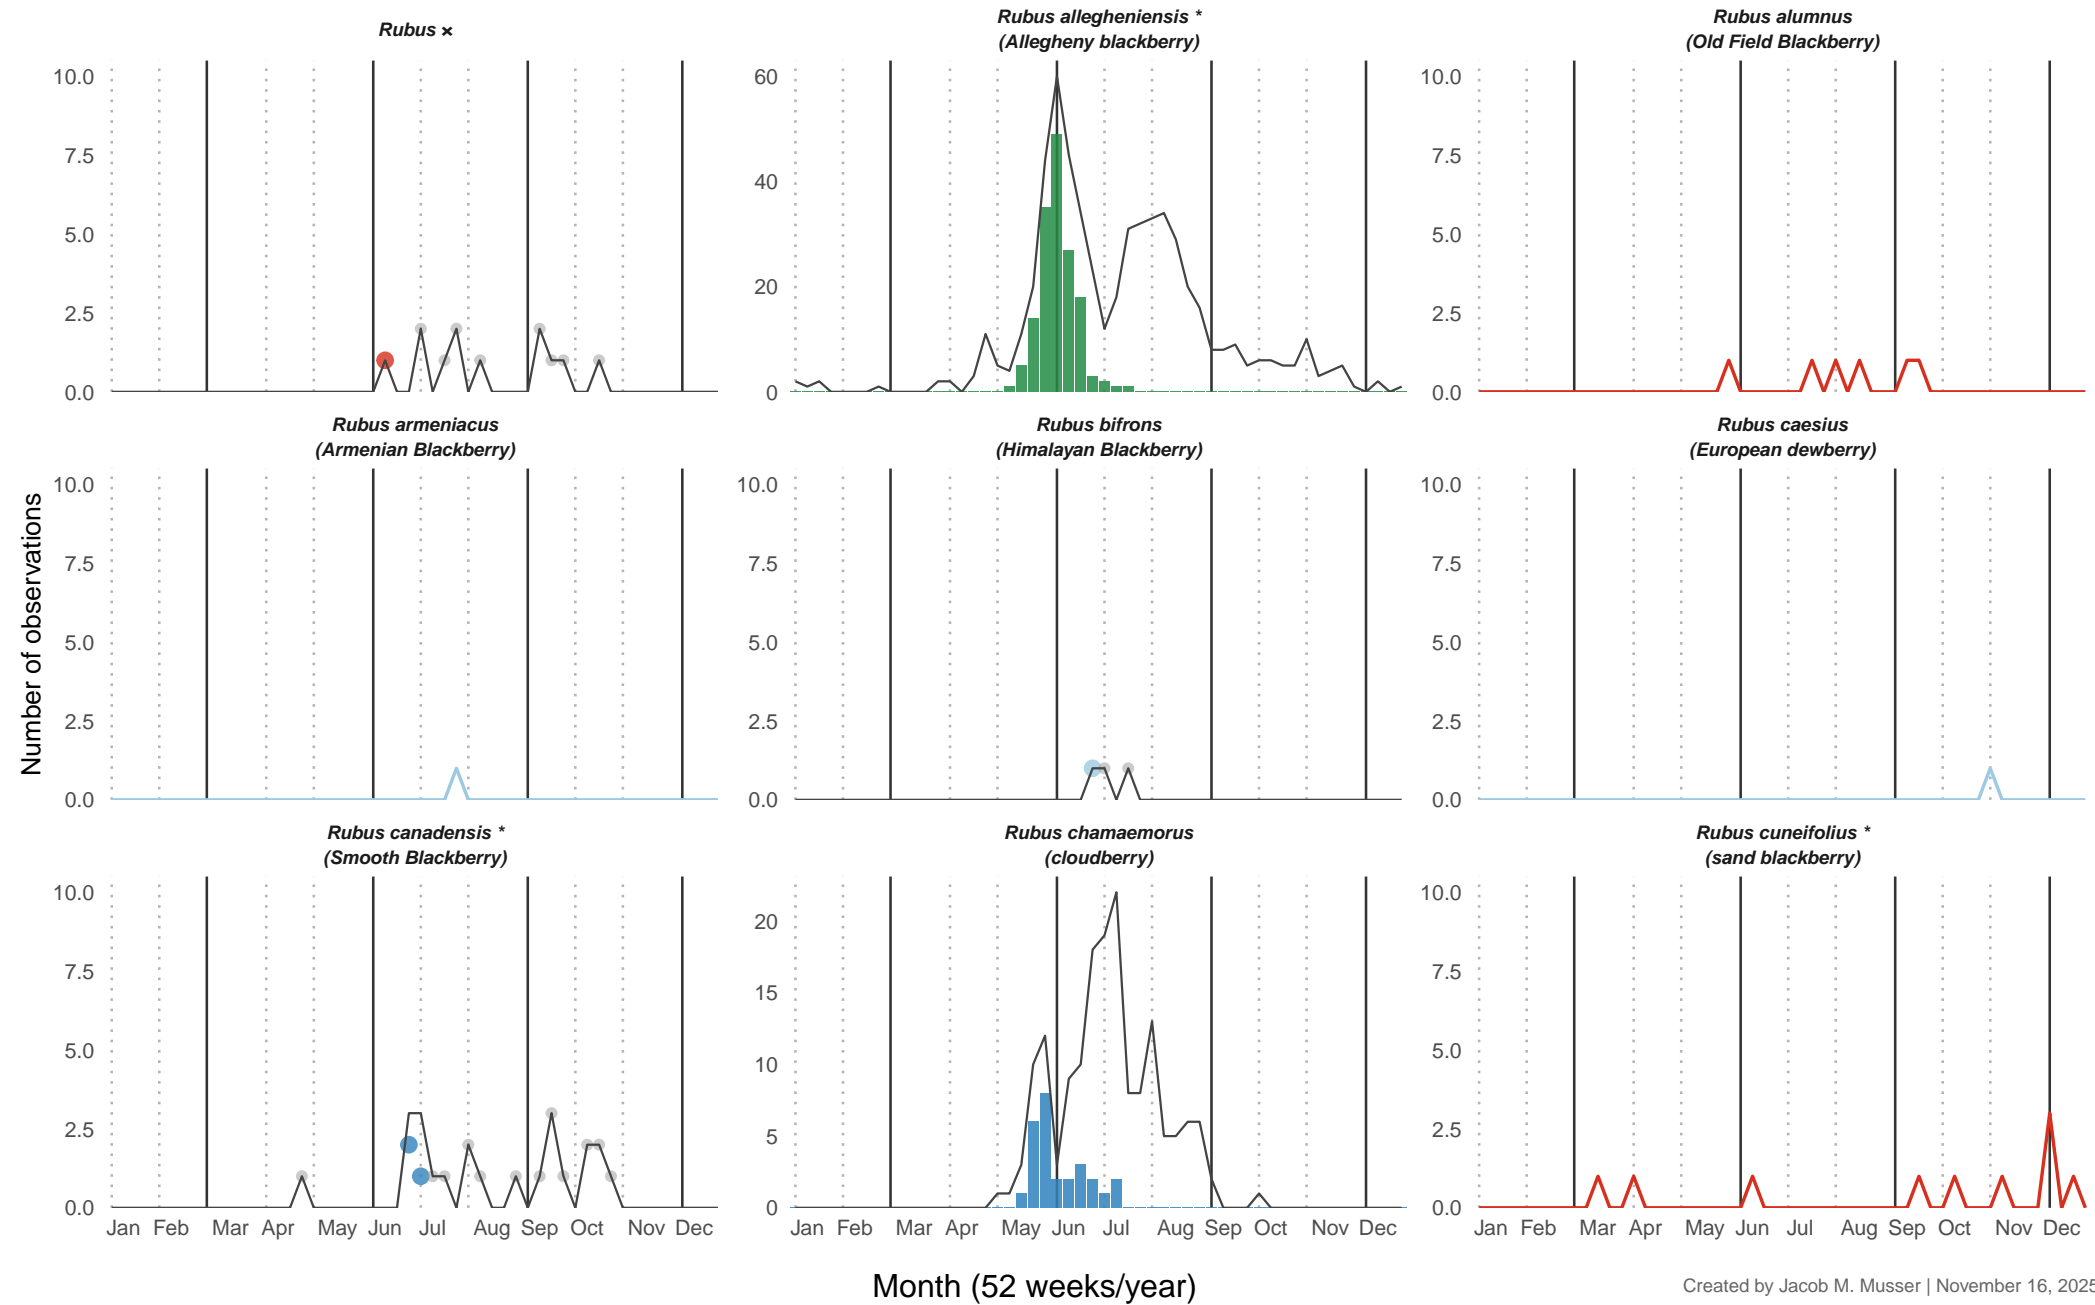 Rubus ×
Rubus allegheniensis *
(Allegheny blackberry)
Rubus alumnus
(Old Field Blackberry)
10.0
7.5
5.0
2.5
0.0
60
40
20
0
10.0
7.5
5.0
2.5
0.0
Rubus armeniacus
(Armenian Blackberry)
Rubus bifrons
(Himalayan Blackberry)
Rubus caesius
(European dewberry)
10.0
7.5
5.0
2.5
0.0
10.0
7.5
5.0
2.5
0.0
10.0
7.5
5.0
2.5
0.0
Number of observations
Rubus canadensis *
(Smooth Blackberry)
Rubus chamaemorus
(cloudberry)
Rubus cuneifolius *
(sand blackberry)
10.0
7.5
5.0
2.5
0.0
20
15
10
5
0
10.0
7.5
5.0
2.5
0.0
Jan Feb Mar Apr May Jun Jul Aug Sep Oct Nov Dec
Jan Feb Mar Apr May Jun Jul Aug Sep Oct Nov Dec
Jan Feb Mar Apr May Jun Jul Aug Sep Oct Nov Dec
Month (52 weeks/year)
Created by Jacob M. Musser | November 16, 2025